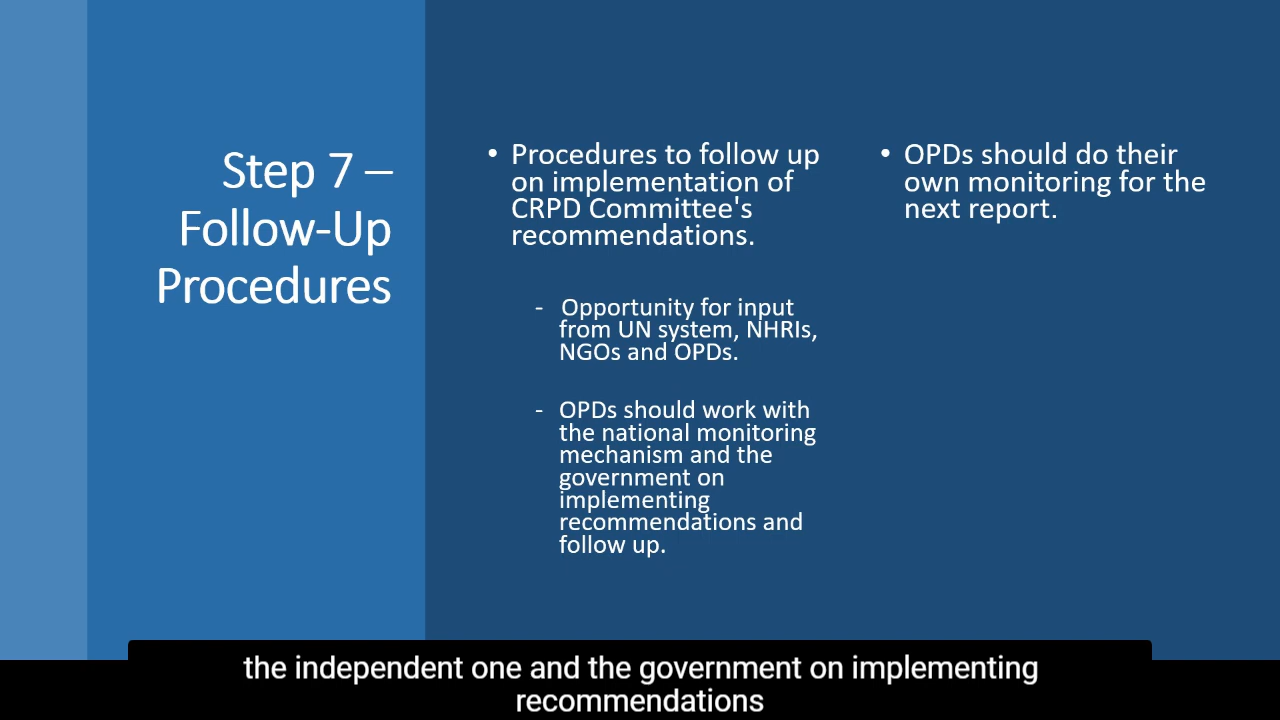 Step 7 –
Follow-Up
Procedures
• Procedures to follow up
on implementation of
CRPD Committee's
recommendations.
- Opportunity for input
from UN system, NHRIs,
NGOs and OPDs.
- OPDs should work with
the national monitoring
mechanism and the
government on
implementing
recommendations and
follow up.
• OPDs should do their
own monitoring for the
next report.
the independent one and the government on implementing
recommendations